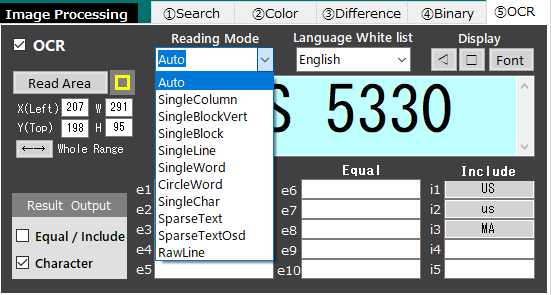 Image Processing ①Search ②Color ③Difference ④Binary ⑤OCR
OCR
Reading Mode
Language White list
Display
Auto
English
Font
Read Area
X(Left) 207 W 291
Y(Top) 198 H 95
Whole Range
Auto
SingleColumn
SingleBlockVert
SingleBlock
SingleLine
SingleWord
CircleWord
SingleChar
SparseText
SparseTextOsd
RawLine
S 5330
Equal
Include
e1 e6 i1 US
e2 e7 i2 us
e3 e8 i3 MA
e4 e9 i4
e5 e10 i5
Result Output
Equal / Include
Character